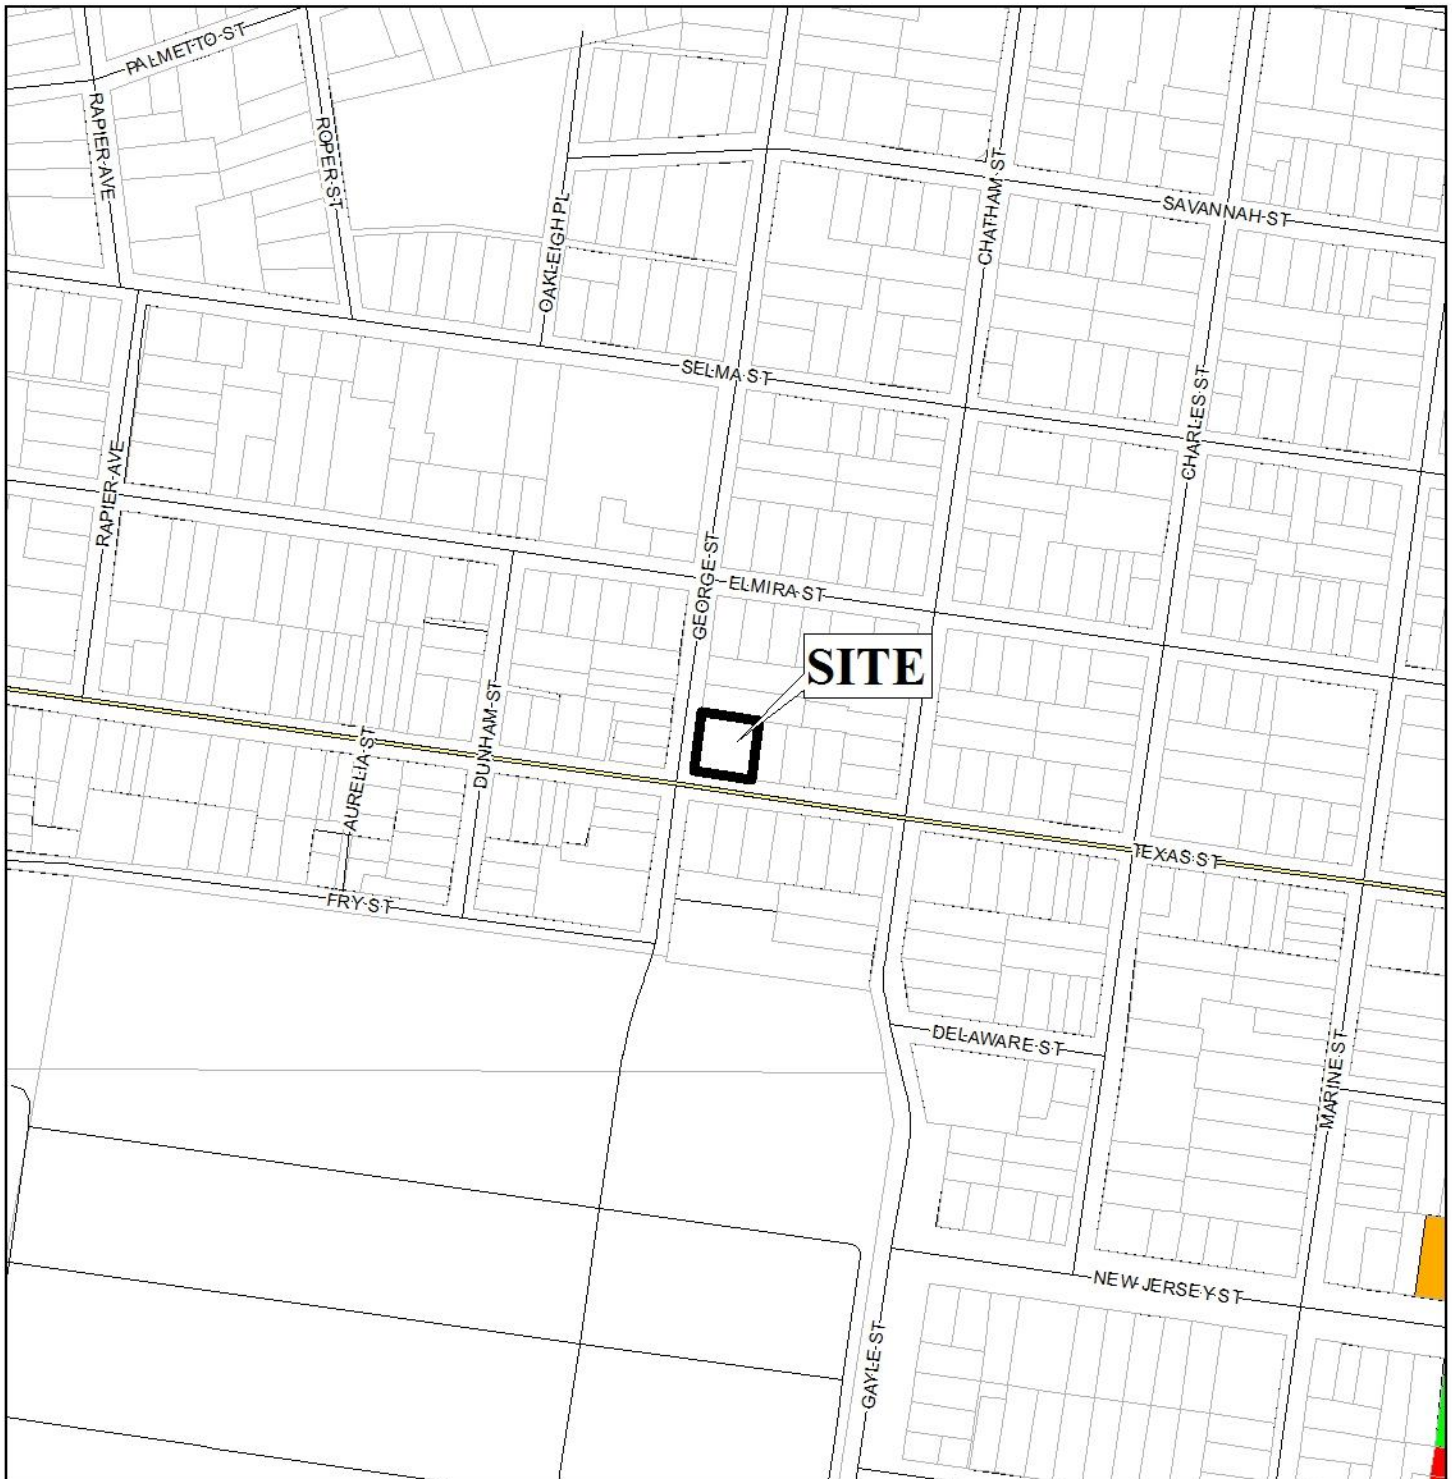 PALMETTO ST
RAPIER AVE
ROPER ST
OAKLEIGH PL
CHATHAM ST
SAVANNAH ST
SELMA ST
CHARLES ST
RAPIER AVE
GEORGE ST
ELMIRA ST
SITE
DUNHAM ST
AURELIA ST
TEXAS ST
FRY ST
DELAWARE ST
MARINE ST
NEW JERSEY ST
GAYLE ST